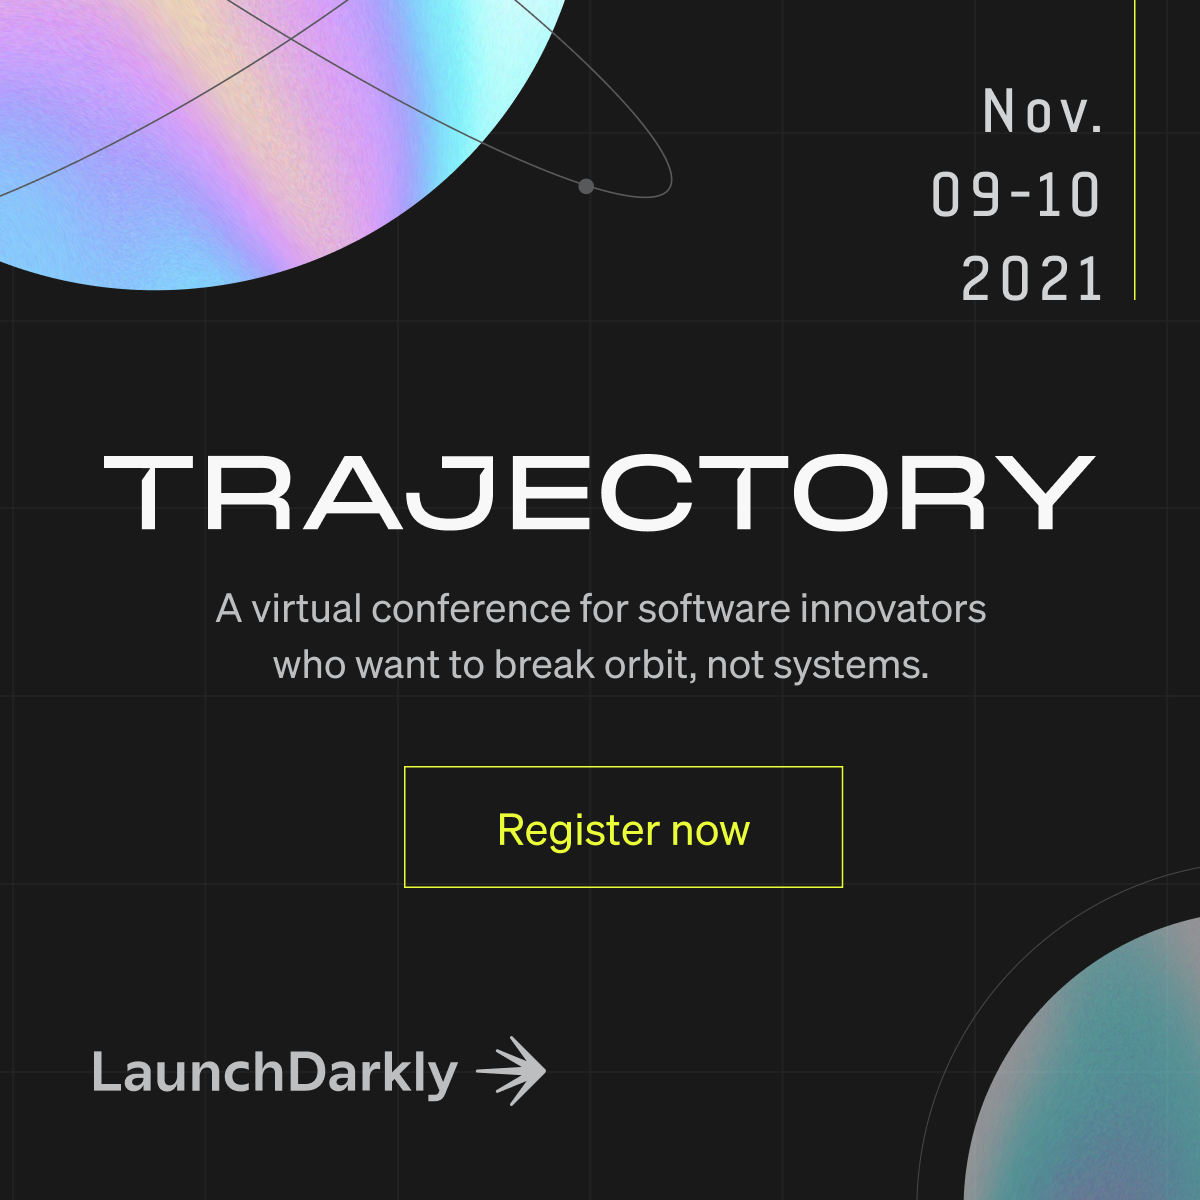 Nov.
09-10
2021
TRAJECTORY
A virtual conference for software innovators
who want to break orbit, not systems.
Register now
LaunchDarkly